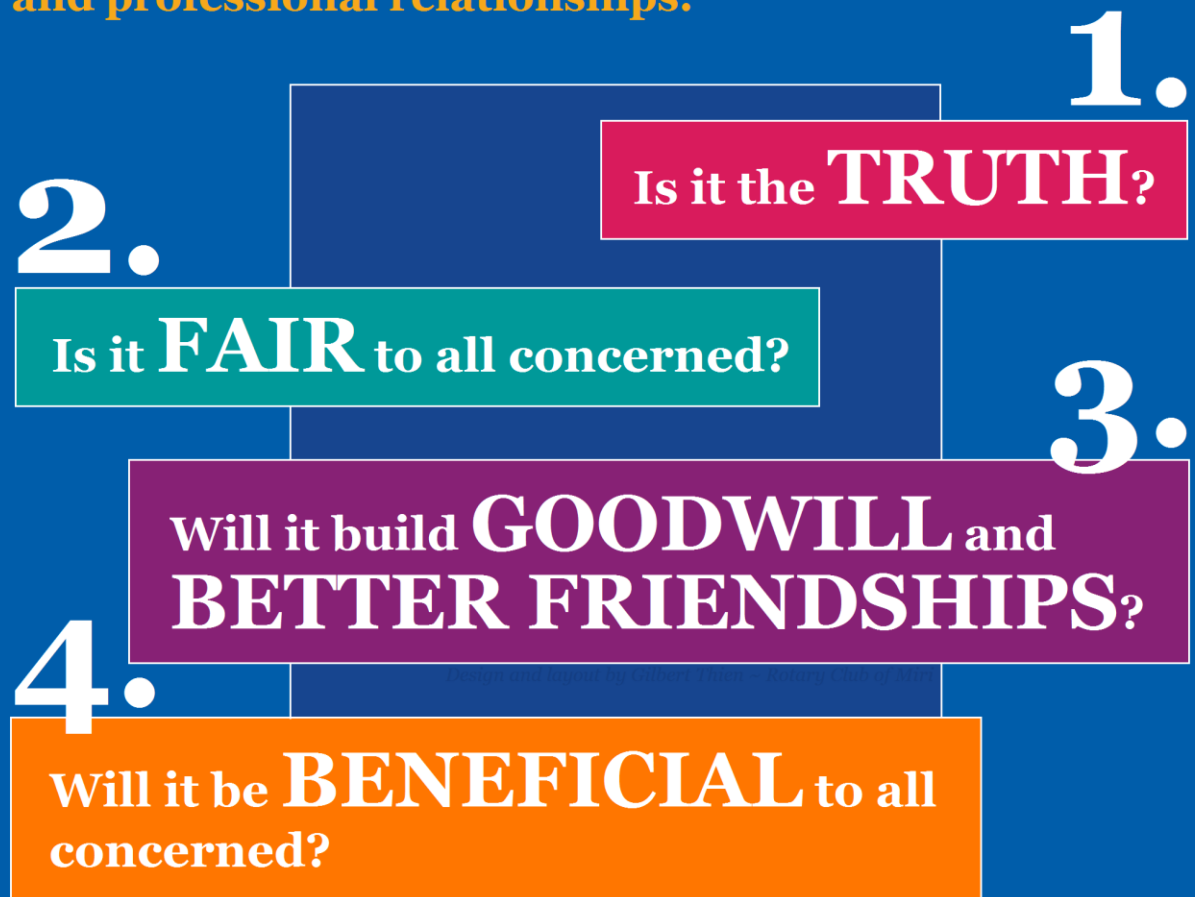 and professional relationships.
1.
Is it the TRUTH?
2.
Is it FAIR to all concerned?
3.
Will it build GOODWILL and
BETTER FRIENDSHIPS?
Design and layout by Gilbert Thien – Rotary Club of Miri
4.
Will it be BENEFICIAL to all
concerned?